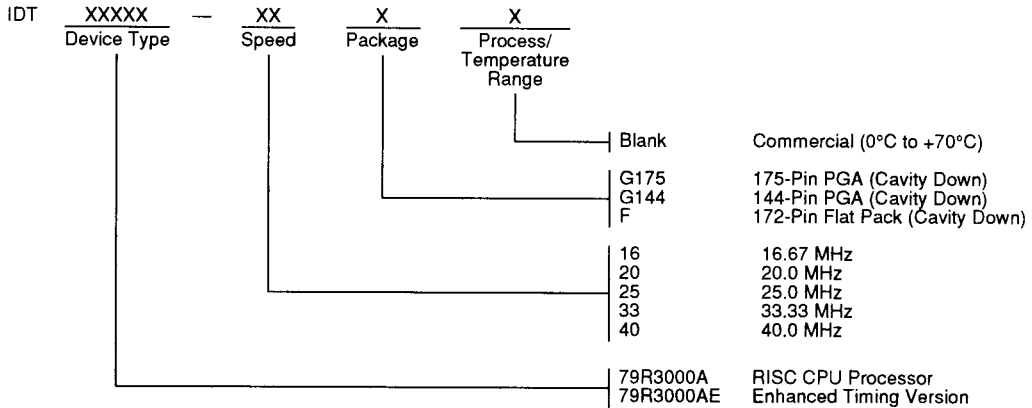 IDT XXXXX — XX X X
Device Type Speed Package Process/
Temperature
Range
Blank Commercial (0°C to +70°C)
G175 175-Pin PGA (Cavity Down)
G144 144-Pin PGA (Cavity Down)
F 172-Pin Flat Pack (Cavity Down)
16 16.67 MHz
20 20.0 MHz
25 25.0 MHz
33 33.33 MHz
40 40.0 MHz
79R3000A RISC CPU Processor
79R3000AE Enhanced Timing Version